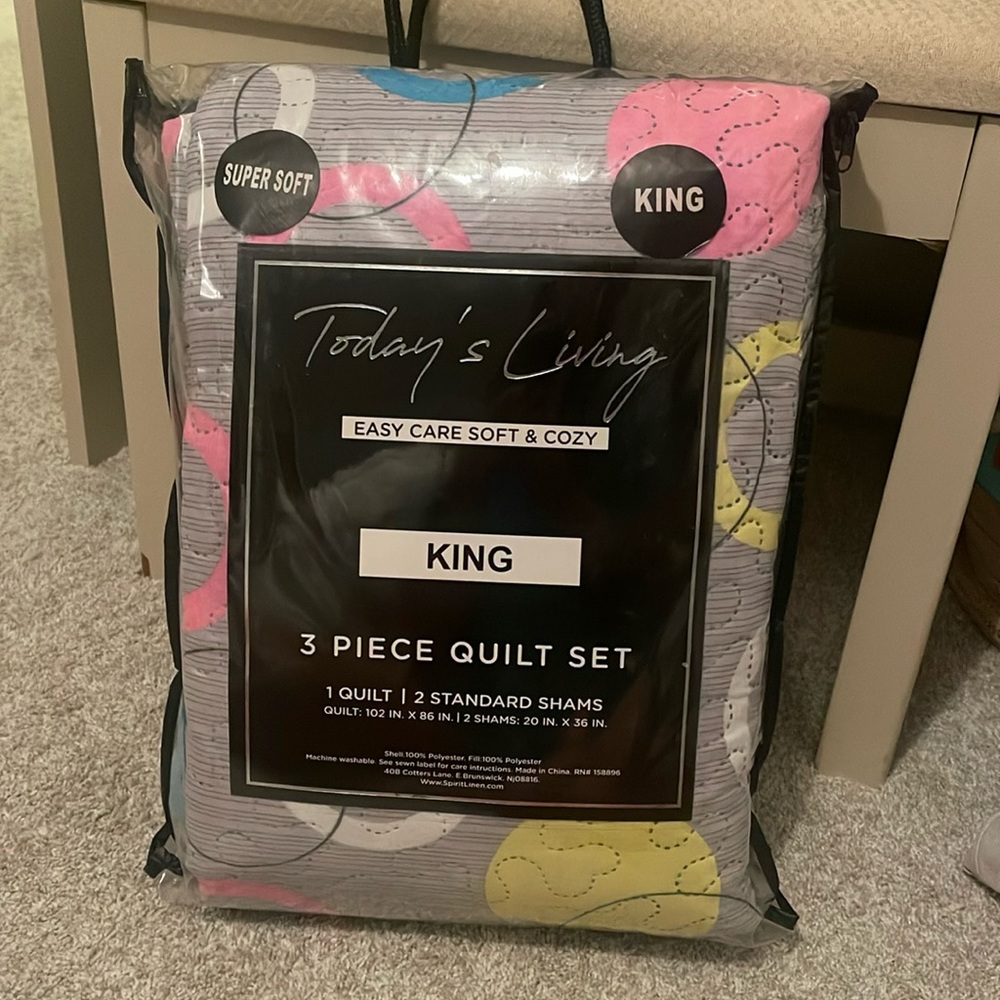 SUPER SOFT
KING
Today's Living
EASY CARE SOFT & COZY
KING
3 PIECE QUILT SET
1 QUILT | 2 STANDARD SHAMS
QUILT: 102 IN. X 86 IN. | 2 SHAMS: 20 IN. X 36 IN.
Shell:100% Polyester. Fill:100% Polyester
Machine washable. See sewn label for care intructions. Made in China. RN# 158896
40B Cotters Lane. E Brunswick, Nj08816.
Www.SpiritLinen.com